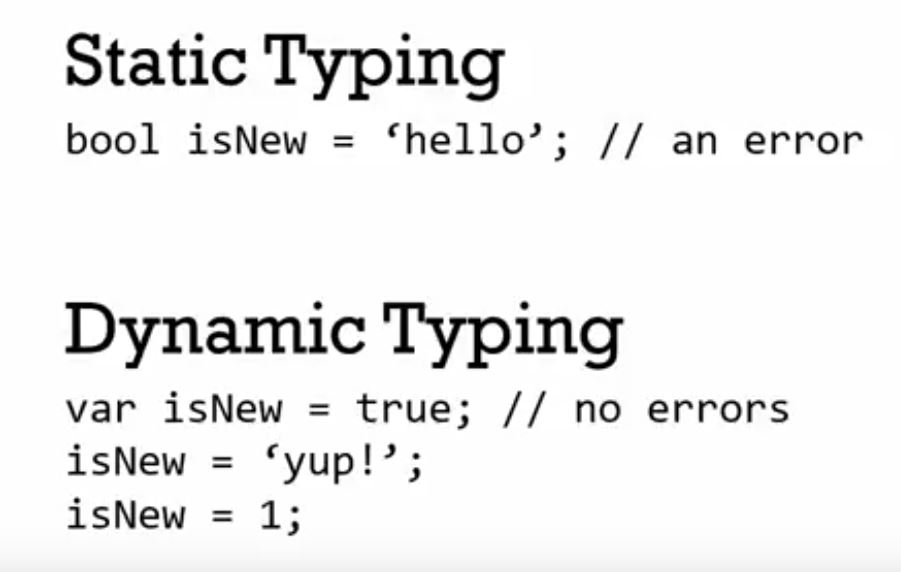 Static Typing
bool isNew = ‘hello’; // an error
Dynamic Typing
var isNew = true; // no errors
isNew = ‘yup!’;
isNew = 1;